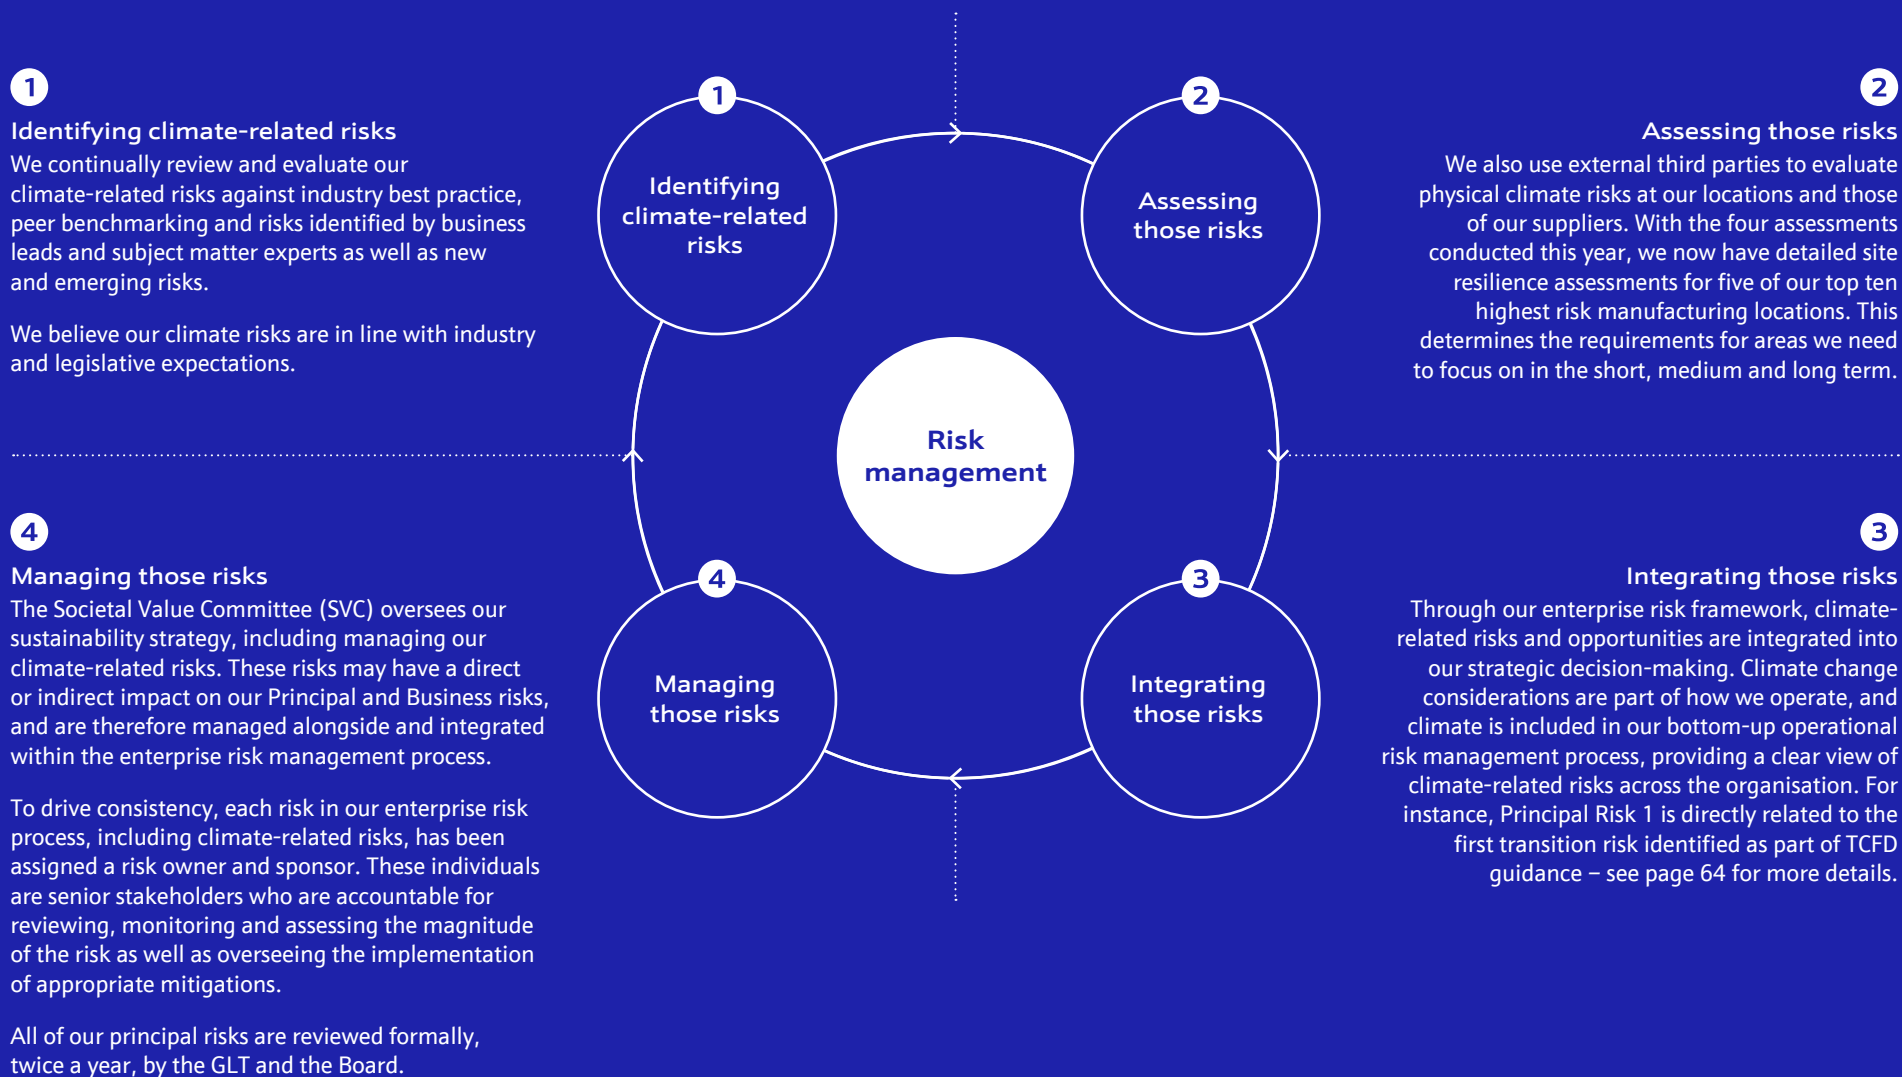 1
Identifying climate-related risks
We continually review and evaluate our
climate-related risks against industry best practice,
peer benchmarking and risks identified by business
leads and subject matter experts as well as new
and emerging risks.
We believe our climate risks are in line with industry
and legislative expectations.
1
Identifying
climate-related
risks
2
Assessing
those risks
2
Assessing those risks
We also use external third parties to evaluate
physical climate risks at our locations and those
of our suppliers. With the four assessments
conducted this year, we now have detailed site
resilience assessments for five of our top ten
highest risk manufacturing locations. This
determines the requirements for areas we need
to focus on in the short, medium and long term.
Risk
management
4
Managing those risks
The Societal Value Committee (SVC) oversees our
sustainability strategy, including managing our
climate-related risks. These risks may have a direct
or indirect impact on our Principal and Business risks,
and are therefore managed alongside and integrated
within the enterprise risk management process.
To drive consistency, each risk in our enterprise risk
process, including climate-related risks, has been
assigned a risk owner and sponsor. These individuals
are senior stakeholders who are accountable for
reviewing, monitoring and assessing the magnitude
of the risk as well as overseeing the implementation
of appropriate mitigations.
All of our principal risks are reviewed formally,
twice a year, by the GLT and the Board.
4
Managing
those risks
3
Integrating
those risks
3
Integrating those risks
Through our enterprise risk framework, climate-
related risks and opportunities are integrated into
our strategic decision-making. Climate change
considerations are part of how we operate, and
climate is included in our bottom-up operational
risk management process, providing a clear view of
climate-related risks across the organisation. For
instance, Principal Risk 1 is directly related to the
first transition risk identified as part of TCFD
guidance – see page 64 for more details.